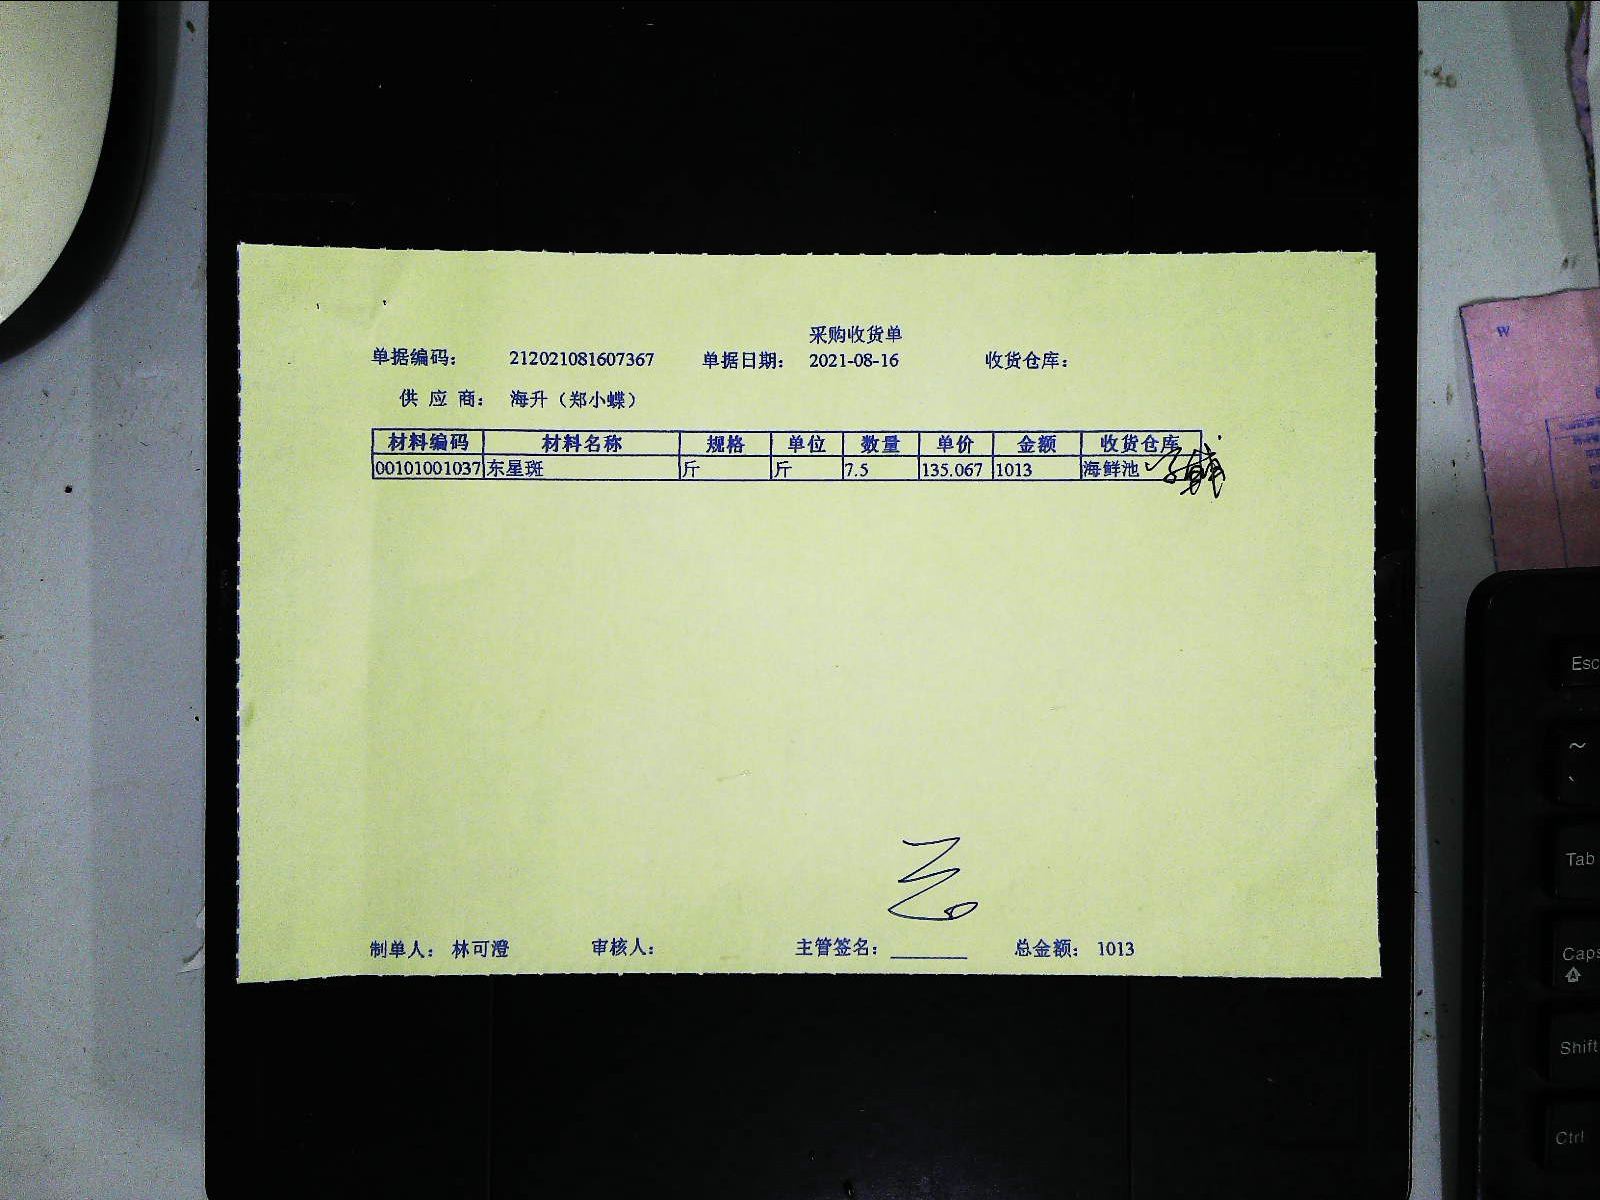 采购收货单
单据编码： 212021081607367 单据日期： 2021-08-16 收货仓库：
供 应 商： 海升（郑小蝶）
材料编码 材料名称 规格 单位 数量 单价 金额 收货仓库
00101001037 东星斑 斤 斤 7.5 135.067 1013 海鲜池
制单人： 林可澄 审核人： 主管签名： ________ 总金额： 1013
W
Esc
~
`
Tab
Caps
Shift
Ctrl